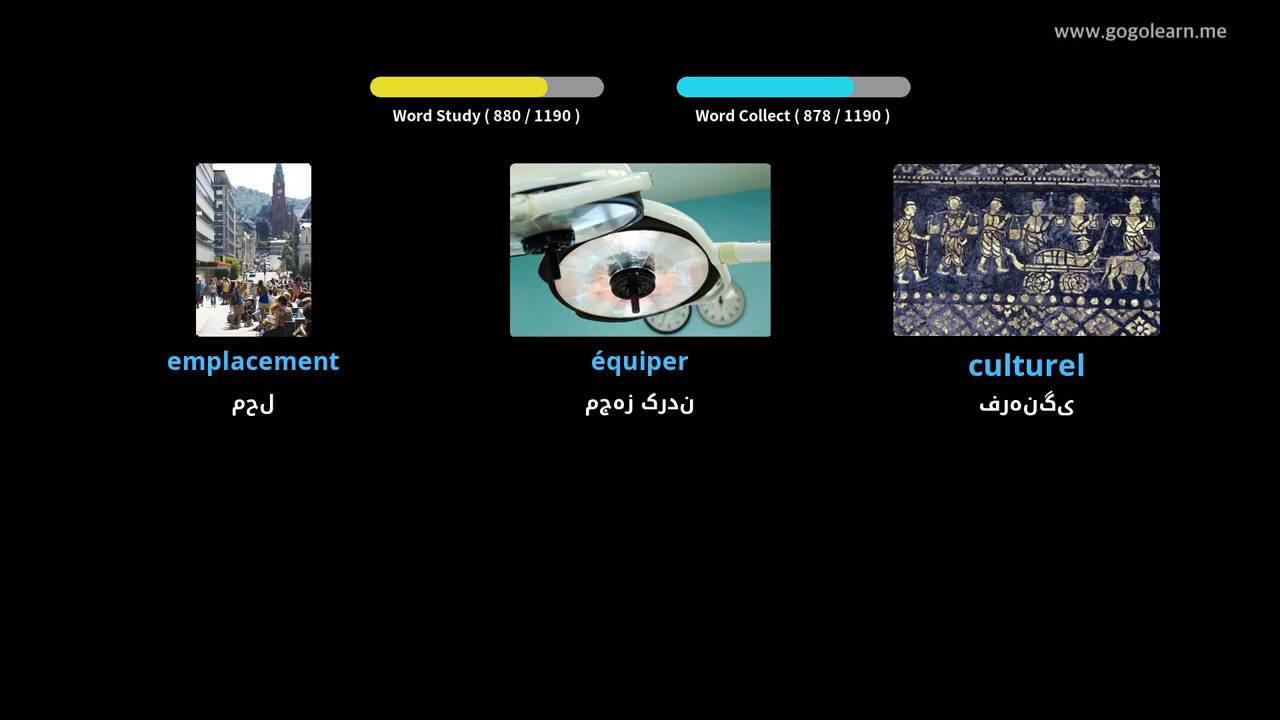 www.gogolearn.me
Word Study ( 880 / 1190 )
Word Collect ( 878 / 1190 )
emplacement
équiper
culturel
محل
مجهز کردن
فرهنگی